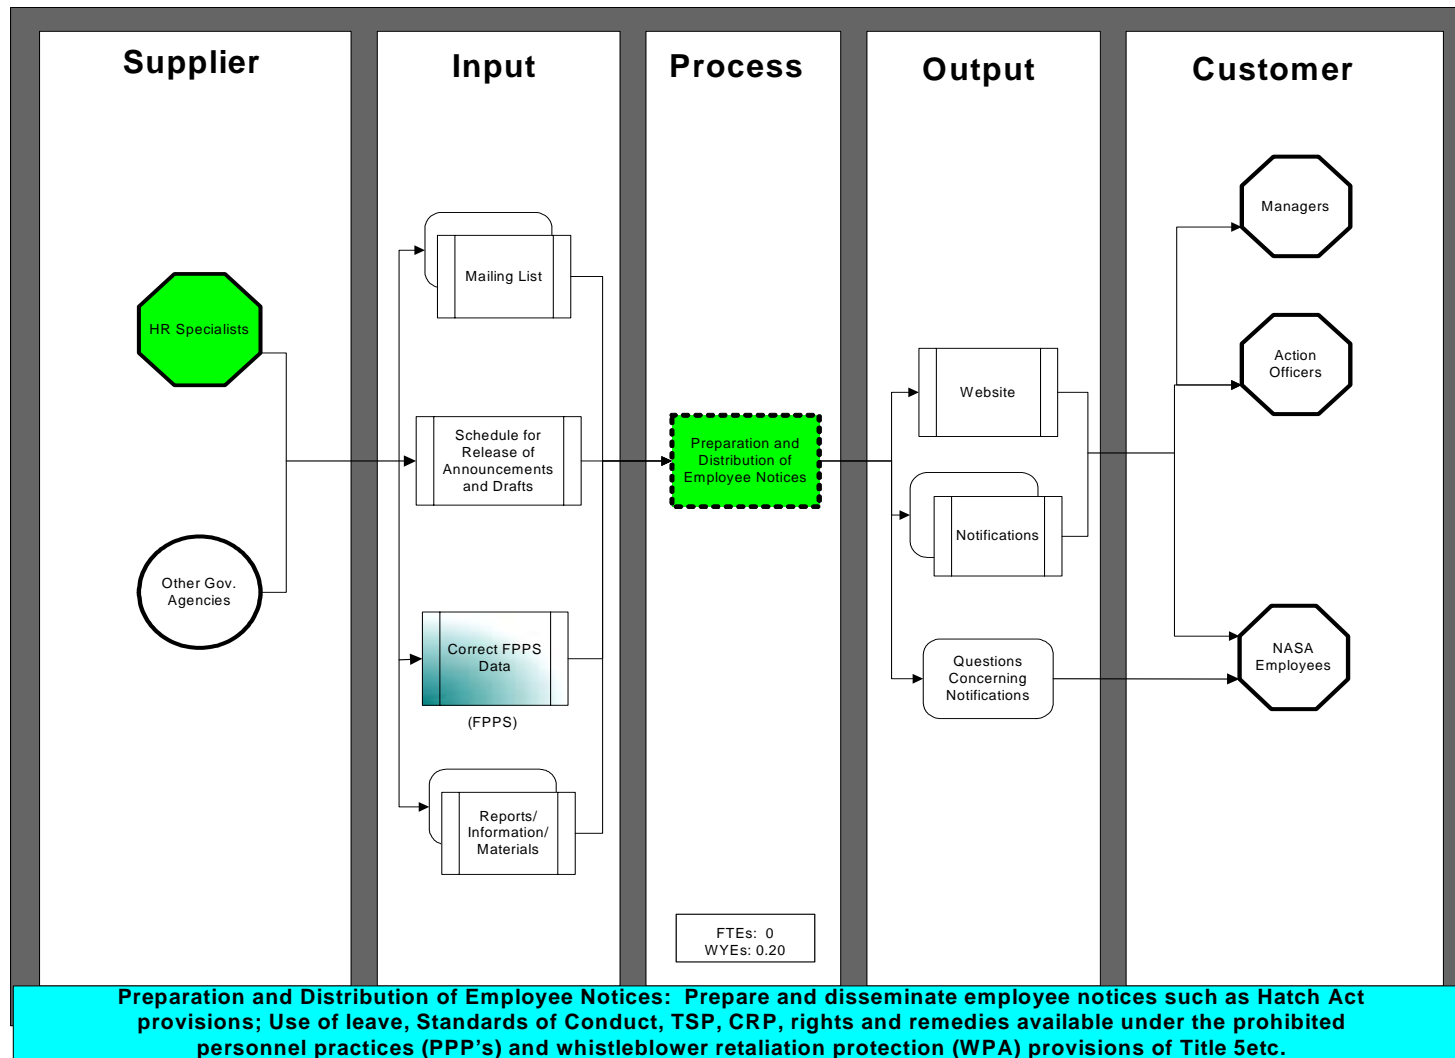 Supplier
Input
Process
Output
Customer
HR Specialists
Other Gov.
Agencies
Mailing List
Schedule for
Release of
Announcements
and Drafts
Correct FPPS
Data
(FPPS)
Reports/
Information/
Materials
Preparation and
Distribution of
Employee Notices
FTEs: 0
WYEs: 0.20
Website
Notifications
Questions
Concerning
Notifications
Managers
Action
Officers
NASA
Employees
Preparation and Distribution of Employee Notices: Prepare and disseminate employee notices such as Hatch Act
provisions; Use of leave, Standards of Conduct, TSP, CRP, rights and remedies available under the prohibited
personnel practices (PPP's) and whistleblower retaliation protection (WPA) provisions of Title 5etc.